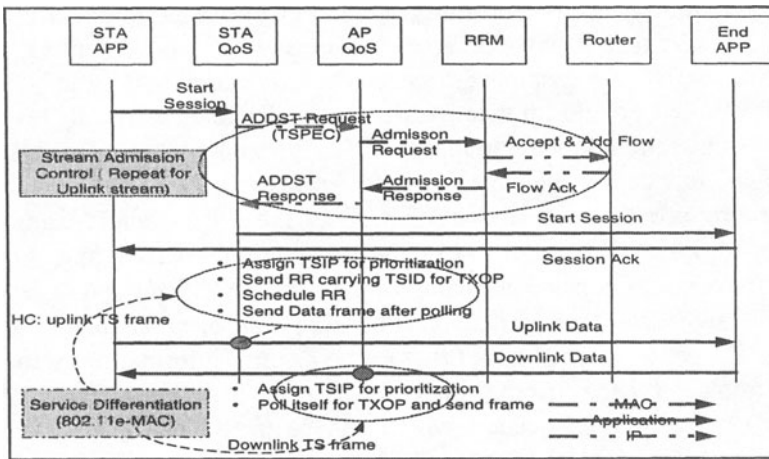 STA APP
STA QoS
AP QoS
RRM
Router
End APP
Start Session
ADDST Request (TSPEC)
Admisson Request
Accept & Add Flow
Stream Admission
Control ( Repeat for
Uplink stream)
ADDST Response
Admission Response
Flow Ack
Start Session
Session Ack
• Assign TSIP for prioritization
• Send RR carrying TSID for TXOP
• Schedule RR
• Send Data frame after polling
HC: uplink TS frame
Uplink Data
Downlink Data
• Assign TSIP for prioritization
• Poll itself for TXOP and send frame
Service Differentiation
(802.11e-MAC)
Downlink TS frame
MAC
Application
IP